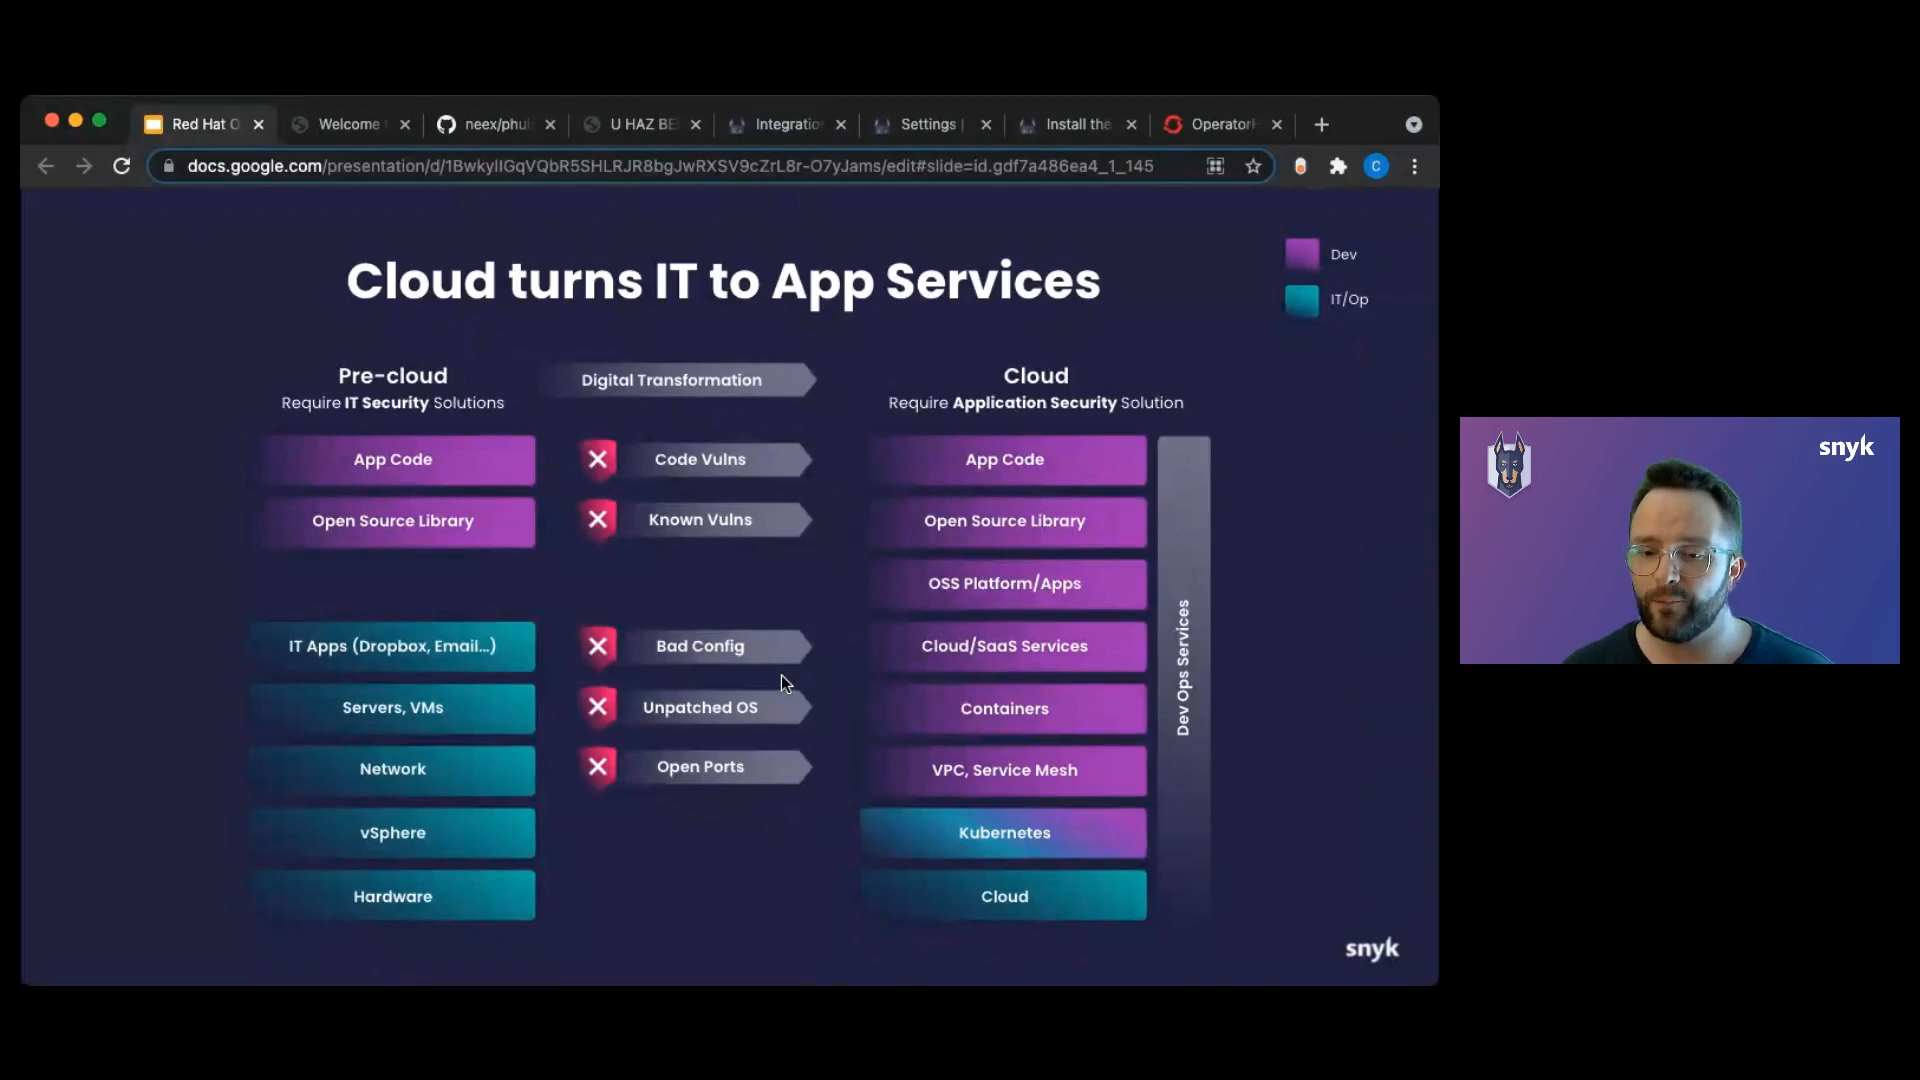 Red Hat O
Welcome
neex/phui
U HAZ BE
Integratio
Settings
Install the
OperatorH
docs.google.com/presentation/d/1BwkylIGqVQbR5SHLRJR8bgJwRXSV9cZrL8r-O7yJams/edit#slide=id.gdf7a486ea4_1_145
C
Cloud turns IT to App Services
Dev
IT/Op
Pre-cloud
Require IT Security Solutions
Digital Transformation
Cloud
Require Application Security Solution
App Code
Code Vulns
App Code
Open Source Library
Known Vulns
Open Source Library
OSS Platform/Apps
IT Apps (Dropbox, Email...)
Bad Config
Cloud/SaaS Services
Servers, VMs
Unpatched OS
Containers
Network
Open Ports
VPC, Service Mesh
vSphere
Kubernetes
Hardware
Cloud
Dev Ops Services
snyk
snyk